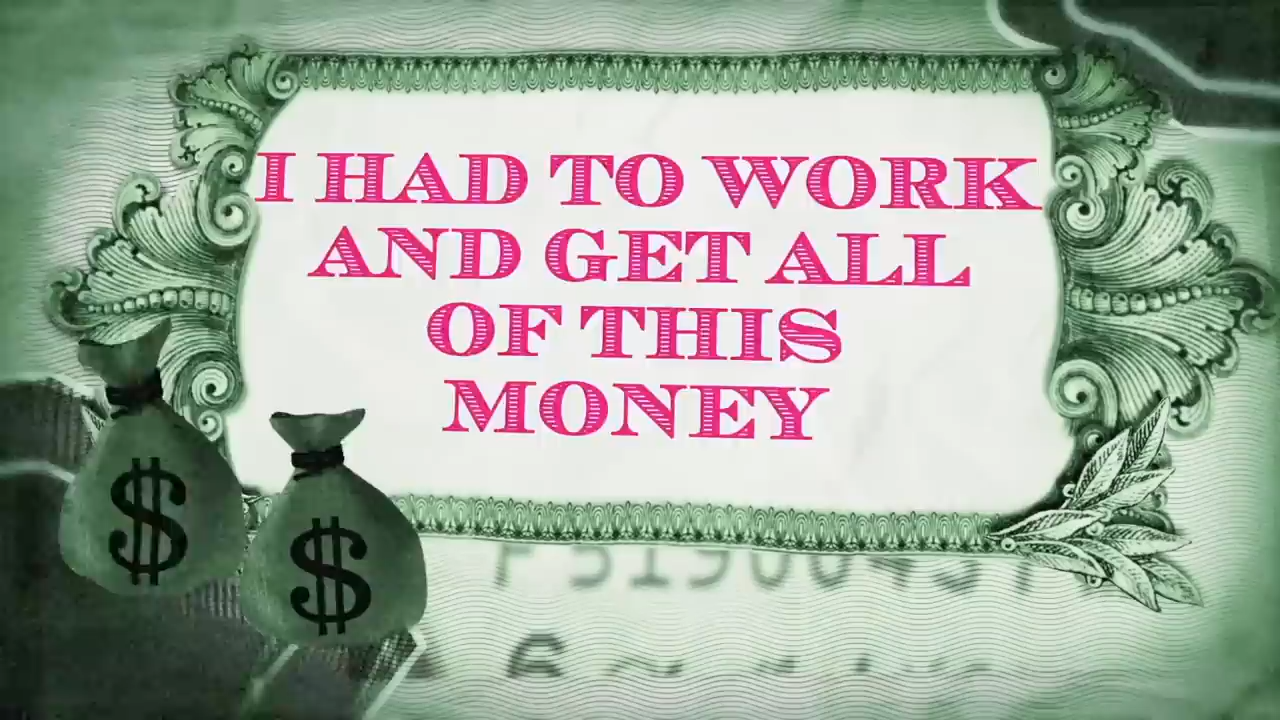 I HAD TO WORK
AND GET ALL
OF THIS
MONEY
$
$